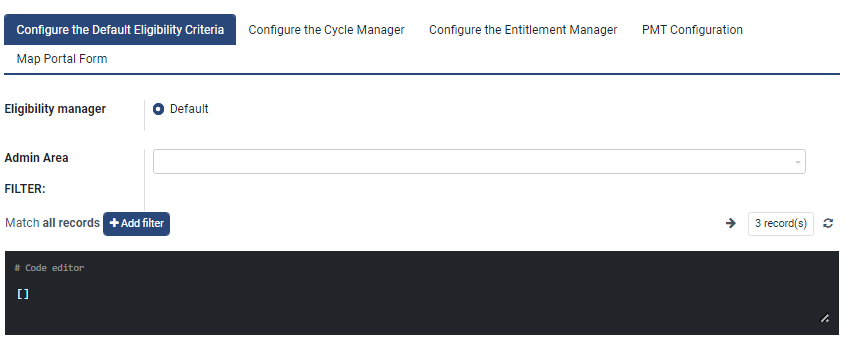 Configure the Default Eligibility Criteria Configure the Cycle Manager Configure the Entitlement Manager PMT Configuration
Map Portal Form
Eligibility manager Default
Admin Area
FILTER:
Match all records + Add filter 3 record(s)
# Code editor
[]